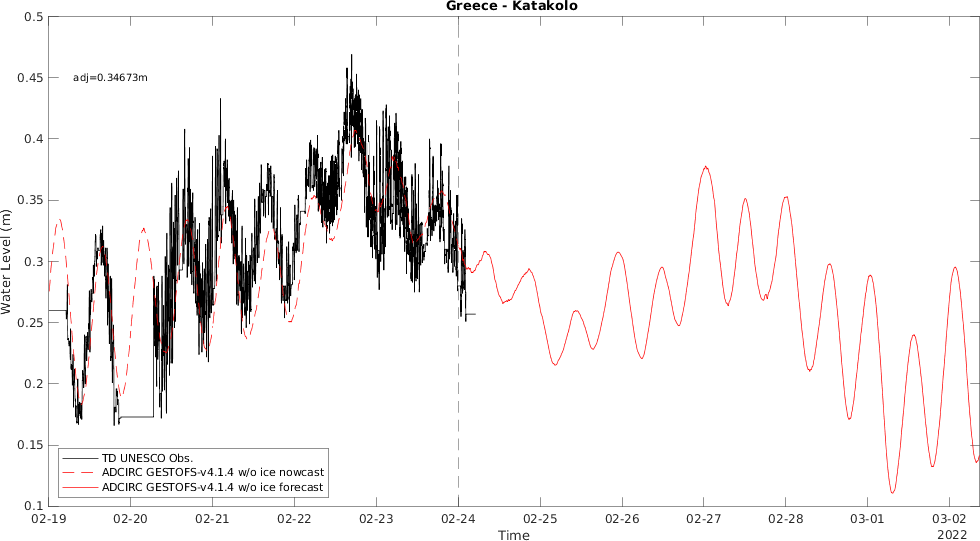 Greece - Katakolo
0.5
0.45
0.4
0.35
0.3
0.25
0.2
0.15
0.1
Water Level (m)
adj=0.34673m
TD UNESCO Obs.
ADCIRC GESTOFS-v4.1.4 w/o ice nowcast
ADCIRC GESTOFS-v4.1.4 w/o ice forecast
02-19 02-20 02-21 02-22 02-23 02-24 02-25 02-26 02-27 02-28 03-01 03-02
Time
2022